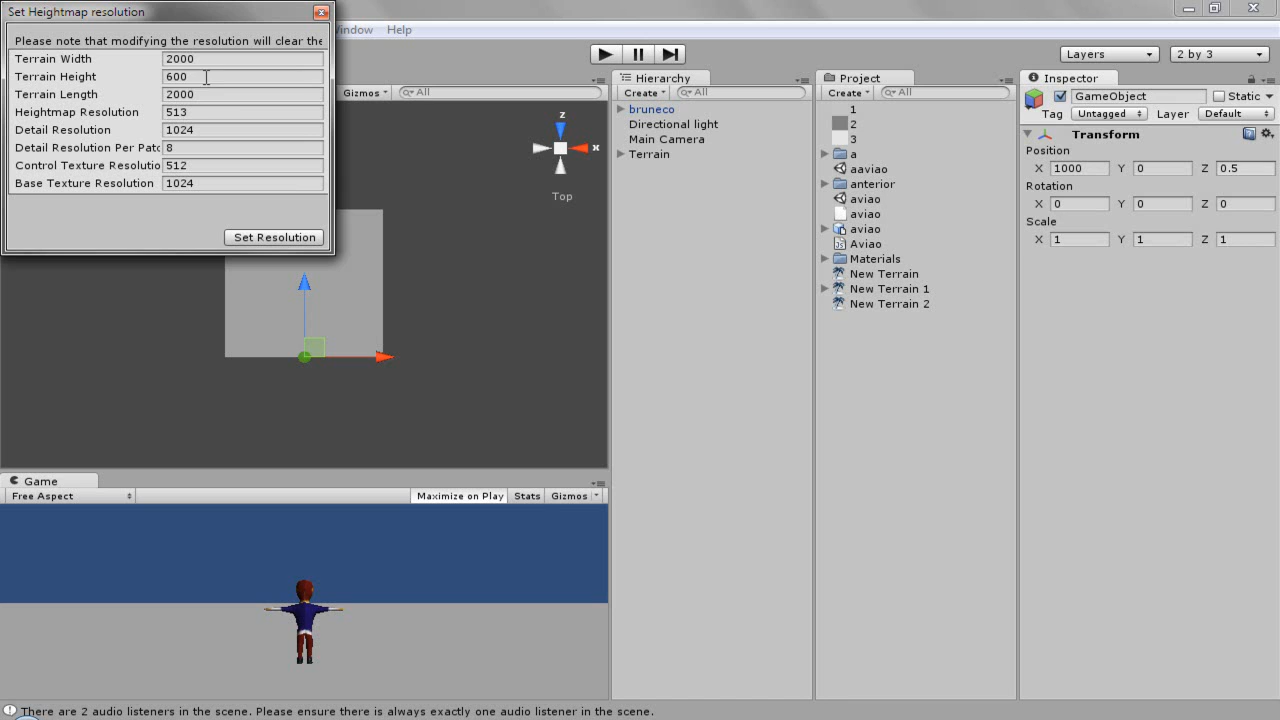 Set Heightmap resolution
Please note that modifying the resolution will clear the
Terrain Width 2000
Terrain Height 600
Terrain Length 2000
Heightmap Resolution 513
Detail Resolution 1024
Detail Resolution Per Patc 8
Control Texture Resolutio 512
Base Texture Resolution 1024
Set Resolution
Window Help
Layers 2 by 3
Gizmos All
z
x
Top
Game
Free Aspect Maximize on Play Stats Gizmos
Hierarchy
Create All
bruneco
Directional light
Main Camera
Terrain
Project
Create All
1
2
3
a
aaviao
anterior
aviao
aviao
aviao
Aviao
Materials
New Terrain
New Terrain 1
New Terrain 2
Inspector
GameObject Static
Tag Untagged Layer Default
Transform
Position
X 1000 Y 0 Z 0.5
Rotation
X 0 Y 0 Z 0
Scale
X 1 Y 1 Z 1
There are 2 audio listeners in the scene. Please ensure there is always exactly one audio listener in the scene.